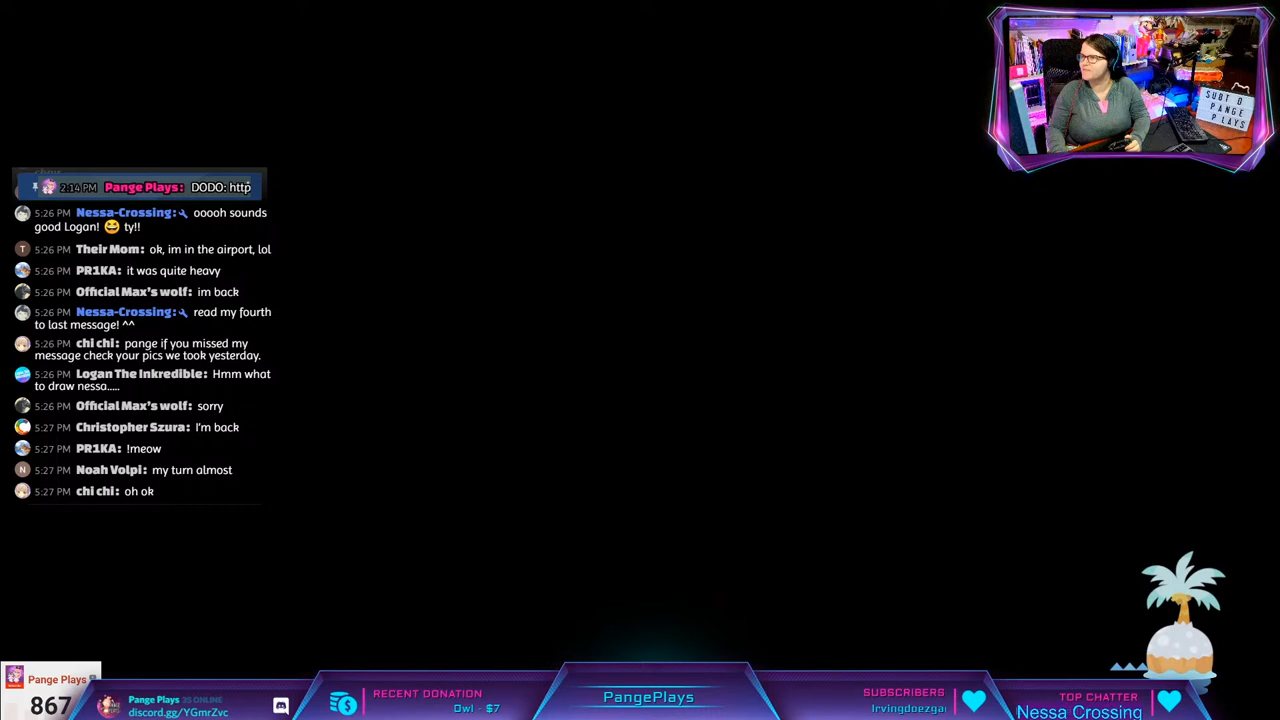 SUBT O
PANGE
PLAYS
2:14 PM Pange Plays: DODO: http
5:26 PM Nessa-Crossing: ooooh sounds
good Logan! 😆 ty!!
5:26 PM Their Mom: ok, im in the airport, lol
5:26 PM PR1KA: it was quite heavy
5:26 PM Official Max's wolf: im back
5:26 PM Nessa-Crossing: read my fourth
to last message! ^^
5:26 PM chi chi: pange if you missed my
message check your pics we took yesterday.
5:26 PM Logan The Inkredible: Hmm what
to draw nessa.....
5:26 PM Official Max's wolf: sorry
5:27 PM Christopher Szura: I'm back
5:27 PM PR1KA: !meow
N 5:27 PM Noah Volpi: my turn almost
5:27 PM chi chi: oh ok
Pange Plays
867
Pange Plays 35 ONLINE
discord.gg/YGmrZvc
RECENT DONATION
Owl - $7
PangePlays
SUBSCRIBERS
Irvingdoezga
TOP CHATTER
Nessa Crossing